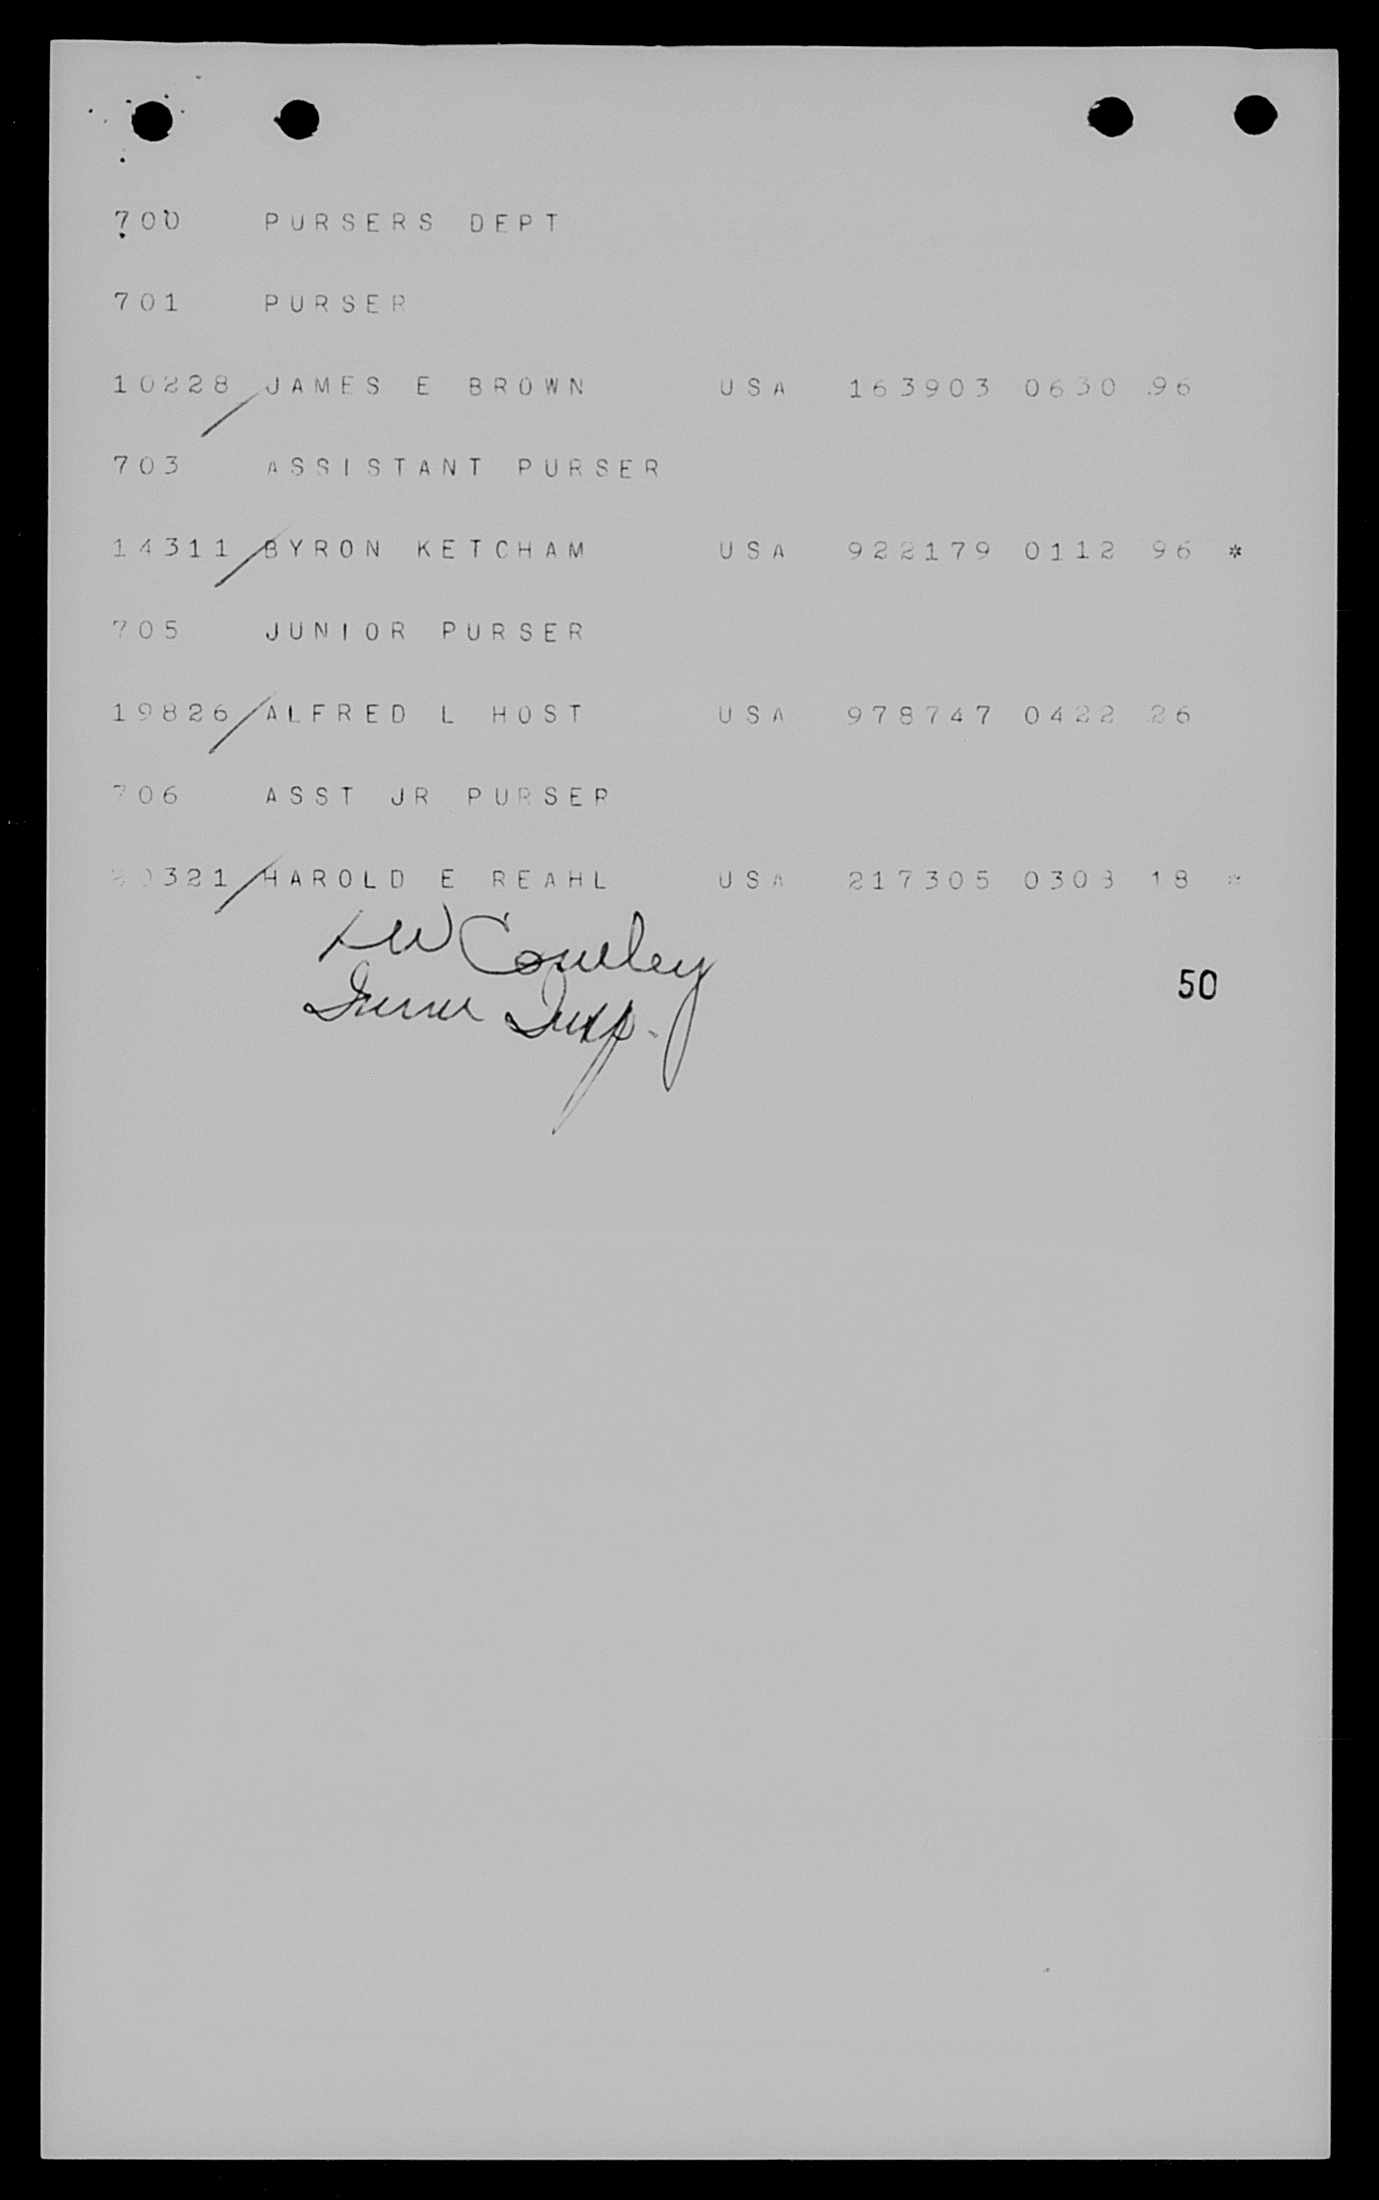 700 PURSERS DEPT
701 PURSER
10228 JAMES E BROWN USA 163903 0630 96
703 ASSISTANT PURSER
14311 BYRON KETCHAM USA 922179 0112 96 *
705 JUNIOR PURSER
19826 ALFRED L HOST USA 978747 0422 26
706 ASST JR PURSER
HAROLD E REAHL USA 217305 0303 18 *
Cowley
50
Insp.